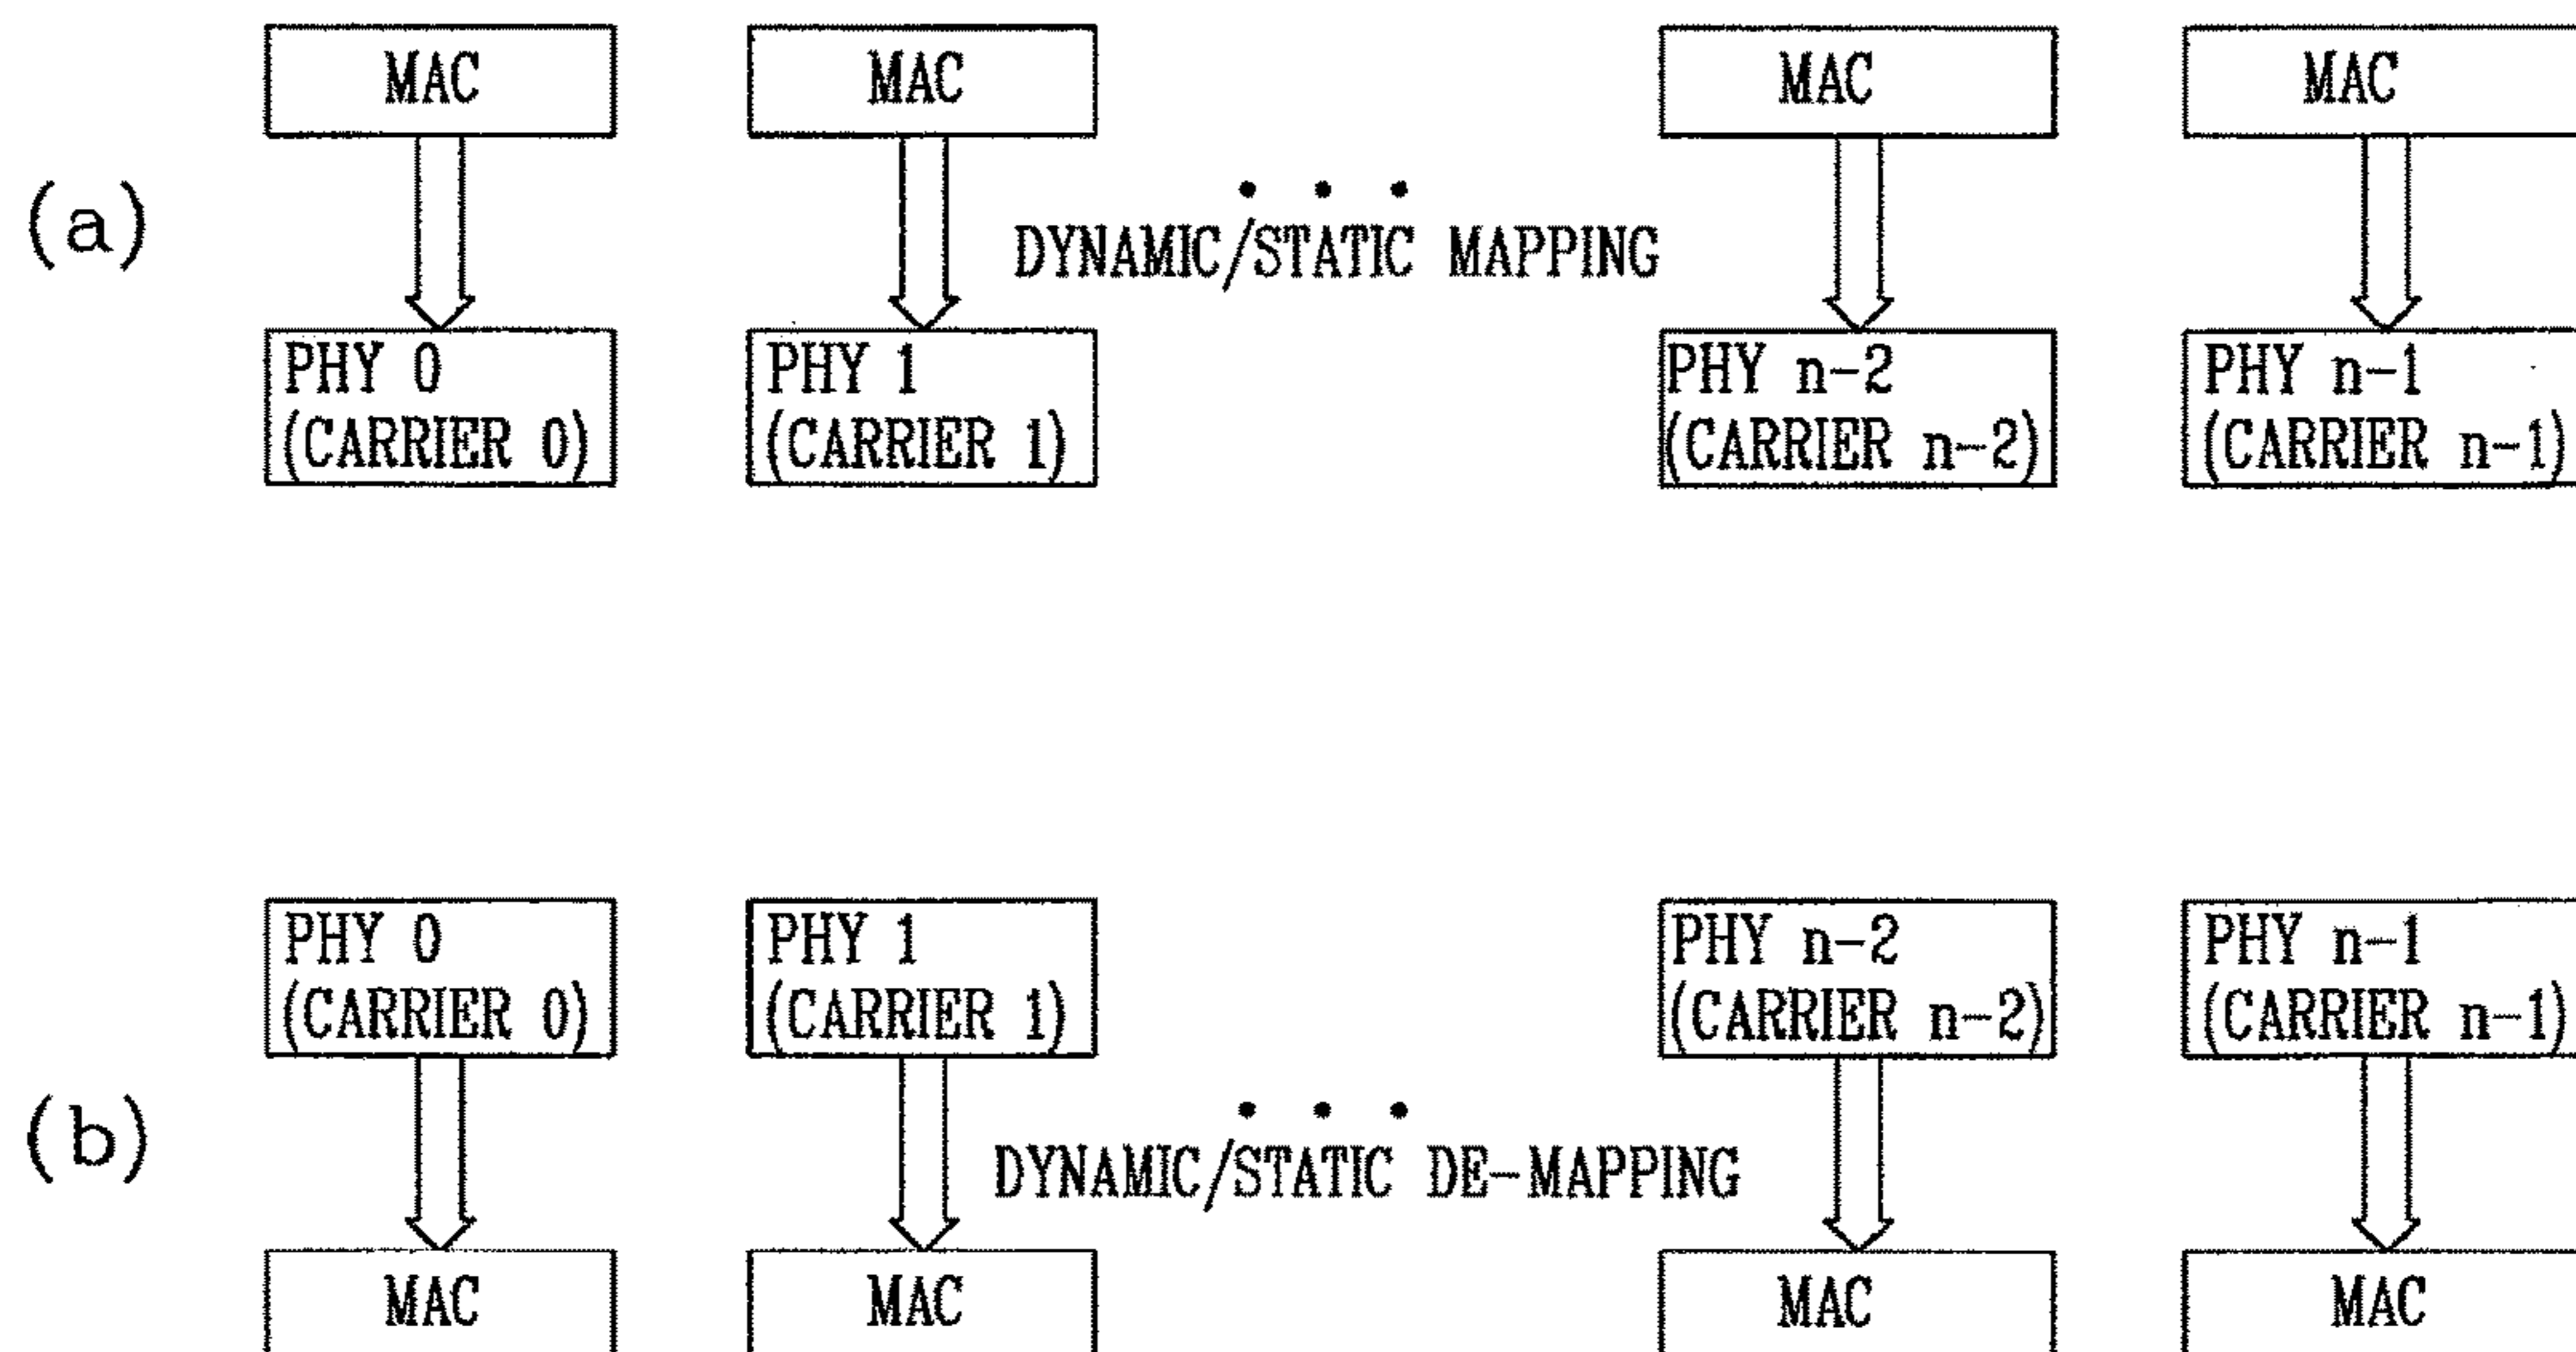 MAC MAC MAC MAC
(a)
DYNAMIC/STATIC MAPPING
PHY 0 PHY 1 PHY n-2 PHY n-1
(CARRIER 0) (CARRIER 1) (CARRIER n-2) (CARRIER n-1)
PHY 0 PHY 1 PHY n-2 PHY n-1
(CARRIER 0) (CARRIER 1) (CARRIER n-2) (CARRIER n-1)
(b)
DYNAMIC/STATIC DE-MAPPING
MAC MAC MAC MAC